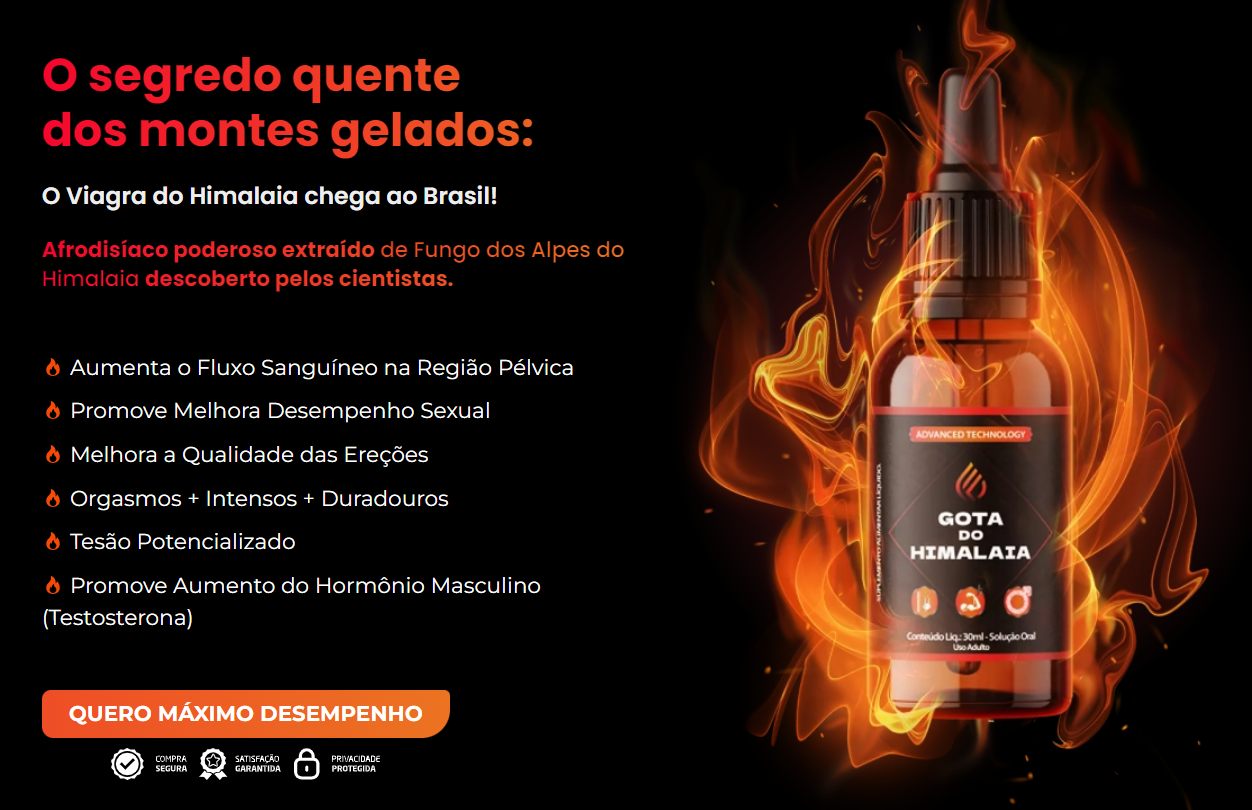 O segredo quente
dos montes gelados:
O Viagra do Himalaia chega ao Brasil!
Afrodisíaco poderoso extraído de Fungo dos Alpes do
Himalaia descoberto pelos cientistas.
Aumenta o Fluxo Sanguíneo na Região Pélvica
Promove Melhora Desempenho Sexual
Melhora a Qualidade das Ereções
Orgasmos + Intensos + Duradouros
Tesão Potencializado
Promove Aumento do Hormônio Masculino
(Testosterona)
QUERO MÁXIMO DESEMPENHO
COMPRA
SEGURA
SATISFAÇÃO
GARANTIDA
PRIVACIDADE
PROTEGIDA
ADVANCED TECHNOLOGY
SUPLEMENTO ALIMENTAR LÍQUIDO.
GOTA
DO
HIMALAIA
Conteúdo Liq.: 30ml - Solução Oral
Uso Adulto